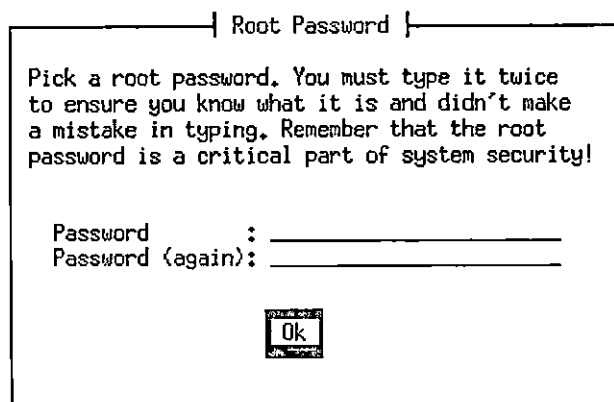 Root Password
Pick a root password. You must type it twice
to ensure you know what it is and didn't make
a mistake in typing. Remember that the root
password is a critical part of system security!
Password :
Password (again):
Ok